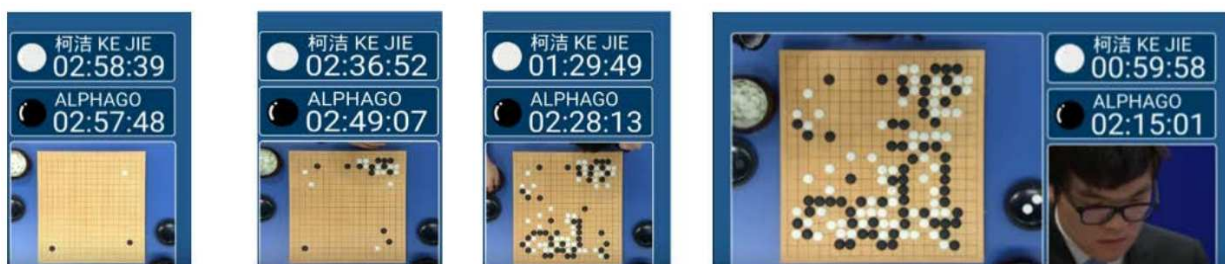 柯洁 KE JIE
02:58:39
ALPHAGO
02:57:48
柯洁 KE JIE
02:36:52
ALPHAGO
02:49:07
柯洁 KE JIE
01:29:49
ALPHAGO
02:28:13
柯洁 KE JIE
00:59:58
ALPHAGO
02:15:01